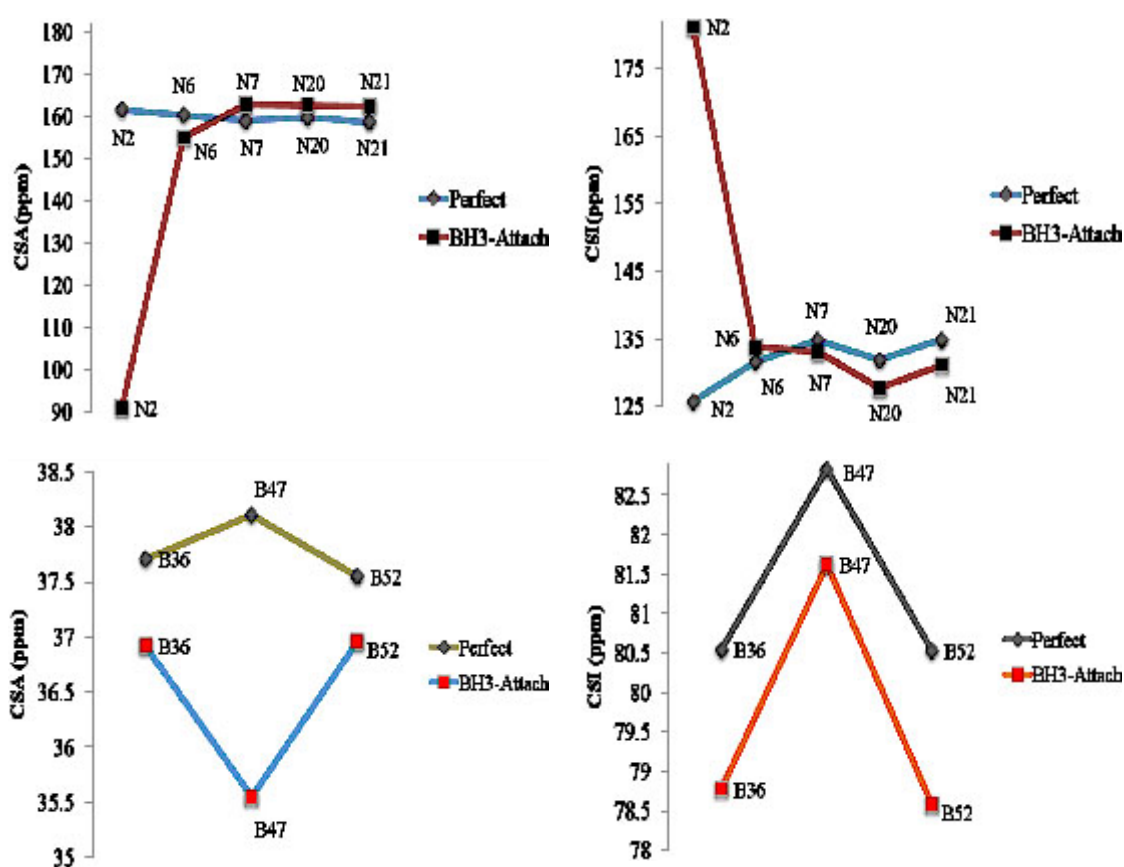 180
170
160
150
140
130
120
110
100
90
CSA(ppm)
N6
N7
N20
N21
N2
N6
N7
N20
N21
N2
Perfect
BH3-Attach
175
165
155
145
135
125
CSI(ppm)
N2
N7
N20
N21
N6
N6
N7
N20
N21
N2
Perfect
BH3-Attach
38.5
38
37.5
37
36.5
36
35.5
35
CSA (ppm)
B47
B36
B52
B36
B52
B47
Perfect
BH3-Attach
82.5
82
81.5
81
80.5
80
79.5
79
78.5
78
CSI (ppm)
B47
B47
B36
B52
B36
B52
Perfect
BH3-Attach